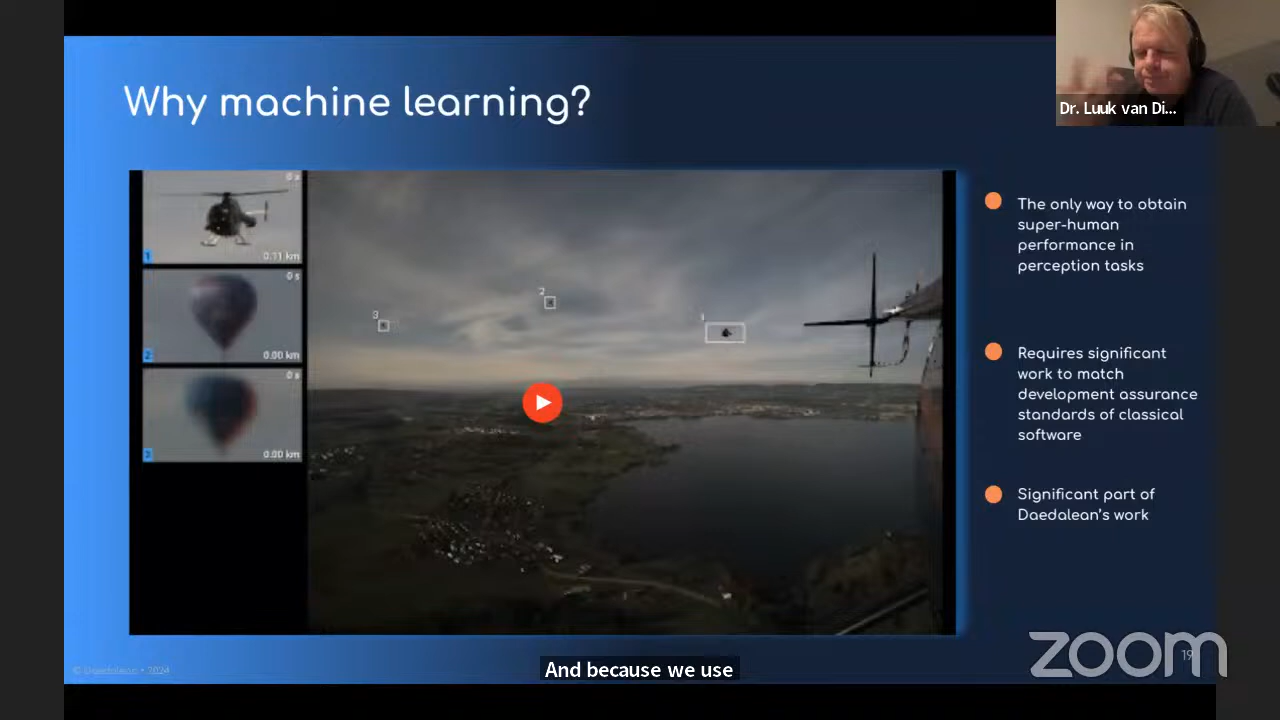 Why machine learning?
Dr. Luuk van Di...
0 s
0.11 km
1
0 s
0.00 km
2
0 s
0.00 km
3
3
2
1
The only way to obtain
super-human
performance in
perception tasks
Requires significant
work to match
development assurance
standards of classical
software
Significant part of
Daedalean's work
© Daedalean • 2024
And because we use
zoom
19